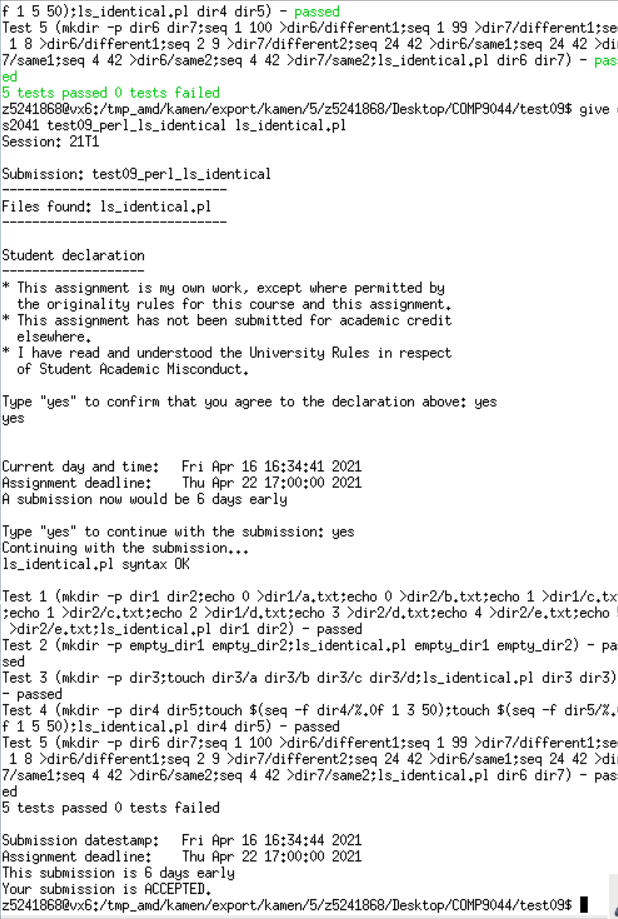 f 1 5 50);ls_identical.pl dir4 dir5) - passed
Test 5 (mkdir -p dir6 dir7;seq 1 100 >dir6/different1;seq 1 99 >dir7/different1;se
 1 8 >dir6/different1;seq 2 9 >dir7/different2;seq 24 42 >dir6/same1;seq 24 42 >di
7/same1;seq 4 42 >dir6/same2;seq 4 42 >dir7/same2;ls_identical.pl dir6 dir7) - pas
ed
5 tests passed 0 tests failed
z5241868@vx6:/tmp_amd/kamen/export/kamen/5/z5241868/Desktop/COMP9044/test09$ give
s2041 test09_perl_ls_identical ls_identical.pl
Session: 21T1

Submission: test09_perl_ls_identical
------------------------------
Files found: ls_identical.pl
------------------------------

Student declaration
-------------------
* This assignment is my own work, except where permitted by
  the originality rules for this course and this assignment.
* This assignment has not been submitted for academic credit
  elsewhere.
* I have read and understood the University Rules in respect
  of Student Academic Misconduct.

Type "yes" to confirm that you agree to the declaration above: yes
yes

Current day and time:   Fri Apr 16 16:34:41 2021
Assignment deadline:    Thu Apr 22 17:00:00 2021
A submission now would be 6 days early

Type "yes" to continue with the submission: yes
Continuing with the submission...
ls_identical.pl syntax OK

Test 1 (mkdir -p dir1 dir2;echo 0 >dir1/a.txt;echo 0 >dir2/b.txt;echo 1 >dir1/c.tx
;echo 1 >dir2/c.txt;echo 2 >dir1/d.txt;echo 3 >dir2/d.txt;echo 4 >dir2/e.txt;echo
 >dir2/e.txt;ls_identical.pl dir1 dir2) - passed
Test 2 (mkdir -p empty_dir1 empty_dir2;ls_identical.pl empty_dir1 empty_dir2) - pa
sed
Test 3 (mkdir -p dir3;touch dir3/a dir3/b dir3/c dir3/d;ls_identical.pl dir3 dir3)
- passed
Test 4 (mkdir -p dir4 dir5;touch $(seq -f dir4/%.0f 1 3 50);touch $(seq -f dir5/%.
f 1 5 50);ls_identical.pl dir4 dir5) - passed
Test 5 (mkdir -p dir6 dir7;seq 1 100 >dir6/different1;seq 1 99 >dir7/different1;se
 1 8 >dir6/different1;seq 2 9 >dir7/different2;seq 24 42 >dir6/same1;seq 24 42 >di
7/same1;seq 4 42 >dir6/same2;seq 4 42 >dir7/same2;ls_identical.pl dir6 dir7) - pas
ed
5 tests passed 0 tests failed

Submission datestamp:   Fri Apr 16 16:34:44 2021
Assignment deadline:    Thu Apr 22 17:00:00 2021
This submission is 6 days early
Your submission is ACCEPTED.
z5241868@vx6:/tmp_amd/kamen/export/kamen/5/z5241868/Desktop/COMP9044/test09$